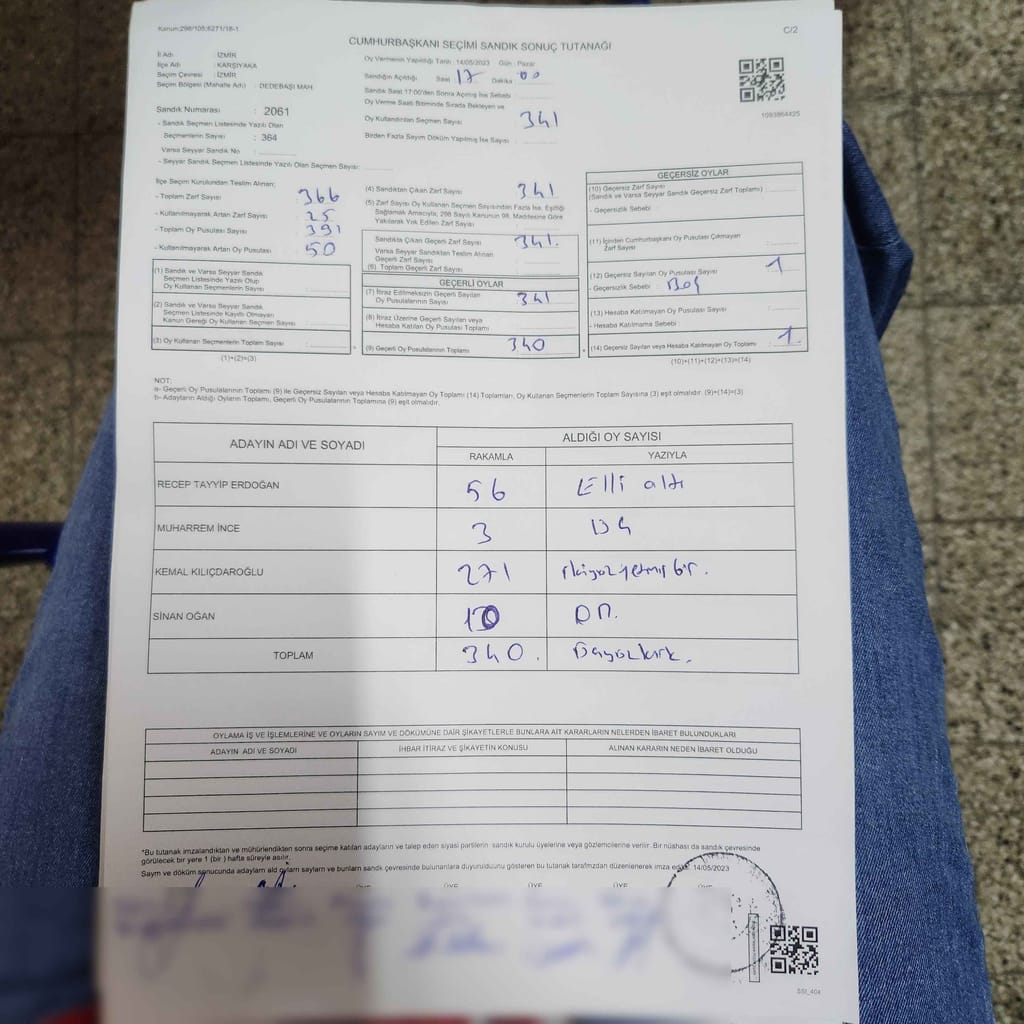 Kanun:298/105;6271/18-1
C/2
CUMHURBAŞKANI SEÇİMİ SANDIK SONUÇ TUTANAĞI
İl Adı : İZMİR
İlçe Adı : KARŞIYAKA
Seçim Çevresi : İZMİR
Seçim Bölgesi (Mahalle Adı) : DEDEBAŞI MAH.
Sandık Numarası : 2061
- Sandık Seçmen Listesinde Yazılı Olan
Seçmenlerin Sayısı : 364
Varsa Seyyar Sandık No :
- Seyyar Sandık Seçmen Listesinde Yazılı Olan Seçmen Sayısı:
Oy Vermenin Yapıldığı Tarih : 14/05/2023 Gün : Pazar
Sandığın Açıldığı Saat 17 Dakika 00
Sandık Saat 17:00'den Sonra Açılmış İse Sebebi :
Oy Verme Saati Bitiminde Sırada Bekleyen ve
Oy Kullandırılan Seçmen Sayısı 341
Birden Fazla Sayım Döküm Yapılmış İse Sayısı :
1093864425
İlçe Seçim Kurulundan Teslim Alınan;
- Toplam Zarf Sayısı : 366
- Kullanılmayarak Artan Zarf Sayısı : 25
- Toplam Oy Pusulası Sayısı : 391
- Kullanılmayarak Artan Oy Pusulası : 50
(1) Sandık ve Varsa Seyyar Sandık
Seçmen Listesinde Yazılı Olup
Oy Kullanan Seçmenlerin Sayısı :
(2) Sandık ve Varsa Seyyar Sandık
Seçmen Listesinde Kayıtlı Olmayan
Kanun Gereği Oy Kullanan Seçmen Sayısı :
(3) Oy Kullanan Seçmenlerin Toplam Sayısı :
(1)+(2)=(3)
(4) Sandıktan Çıkan Zarf Sayısı : 341
(5) Zarf Sayısı Oy Kullanan Seçmen Sayısından Fazla İse, Eşitliği
Sağlamak Amacıyla; 298 Sayılı Kanunun 98. Maddesine Göre
Yakılarak Yok Edilen Zarf Sayısı :
Sandıkta Çıkan Geçerli Zarf Sayısı : 341.
Varsa Seyyar Sandıktan Teslim Alınan
Geçerli Zarf Sayısı :
(6) Toplam Geçerli Zarf Sayısı :
GEÇERLİ OYLAR
(7) İtiraz Edilmeksizin Geçerli Sayılan
Oy Pusulalarının Sayısı : 341
(8) İtiraz Üzerine Geçerli Sayılan veya
Hesaba Katılan Oy Pusulası Toplamı :
(9) Geçerli Oy Pusulalarının Toplamı : 340
GEÇERSİZ OYLAR
(10) Geçersiz Zarf Sayısı
(Sandık ve Varsa Seyyar Sandık Geçersiz Zarf Toplamı) :
- Geçersizlik Sebebi :
(11) İçinden Cumhurbaşkanı Oy Pusulası Çıkmayan
Zarf Sayısı :
(12) Geçersiz Sayılan Oy Pusulası Sayısı : 1
- Geçersizlik Sebebi : Boş
(13) Hesaba Katılmayan Oy Pusulası Sayısı :
- Hesaba Katılmama Sebebi :
(14) Geçersiz Sayılan veya Hesaba Katılmayan Oy Toplamı : 1.
(10)+(11)+(12)+(13)=(14)
NOT:
a- Geçerli Oy Pusulalarının Toplamı (9) ile Geçersiz Sayılan veya Hesaba Katılmayan Oy Toplamı (14) Toplamları, Oy Kullanan Seçmenlerin Toplam Sayısına (3) eşit olmalıdır. (9)+(14)=(3)
b- Adayların Aldığı Oyların Toplamı, Geçerli Oy Pusulalarının Toplamına (9) eşit olmalıdır.
ADAYIN ADI VE SOYADI ALDIĞI OY SAYISI
RAKAMLA YAZIYLA
RECEP TAYYİP ERDOĞAN 56 Elli altı
MUHARREM İNCE 3 Üç
KEMAL KILIÇDAROĞLU 271 ikiyüzyetmiş bir.
SİNAN OĞAN 10 ON.
TOPLAM 340. Üçyüzkırk.
OYLAMA İŞ VE İŞLEMLERİNE VE OYLARIN SAYIM VE DÖKÜMÜNE DAİR ŞİKAYETLERLE BUNLARA AİT KARARLARIN NELERDEN İBARET BULUNDUKLARI
ADAYIN ADI VE SOYADI İHBAR İTİRAZ VE ŞİKAYETİN KONUSU ALINAN KARARIN NEDEN İBARET OLDUĞU
*Bu tutanak imzalandıktan ve mühürlendikten sonra seçime katılan adayların ve talep eden siyasi partilerin sandık kurulu üyelerine veya gözlemcilerine verilir. Bir nüshası da sandık çevresinde
görülecek bir yere 1 (bir ) hafta süreyle asılır.
Sayım ve döküm sonucunda adayların aldığı oyların sayılarını ve bunların sandık çevresinde bulunanlara duyurulduğunu gösteren bu tutanak tarafımızdan düzenlenerek imza edildi. 14/05/2023
ÜYE ÜYE ÜYE ÜYE ÜYE
SSt_404